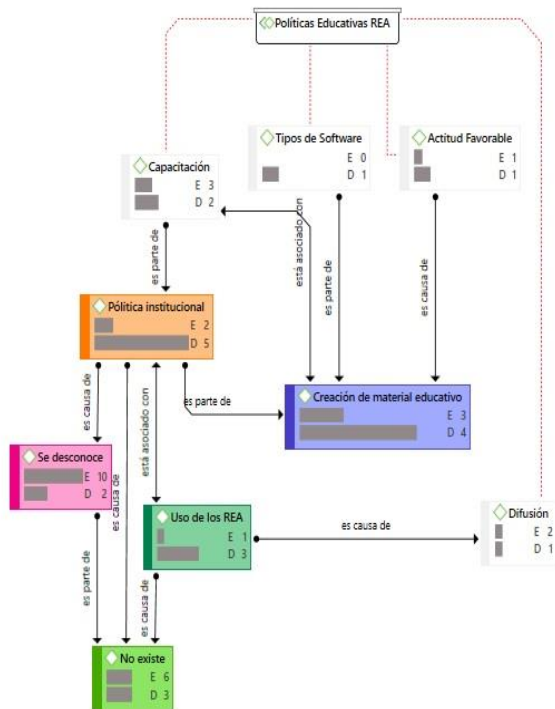 Políticas Educativas REA
Tipos de Software
E 0
D 1
Actitud Favorable
E 1
D 1
Capacitación
E 3
D 2
es parte de
está asociado con
es parte de
es causa de
Pólitica institucional
E 2
D 5
es parte de
Creación de material educativo
E 3
D 4
es causa de
es causa de
está asociado con
Se desconoce
E 10
D 2
Uso de los REA
E 1
D 3
es causa de
Difusión
E 2
D 1
es parte de
es causa de
No existe
E 6
D 3